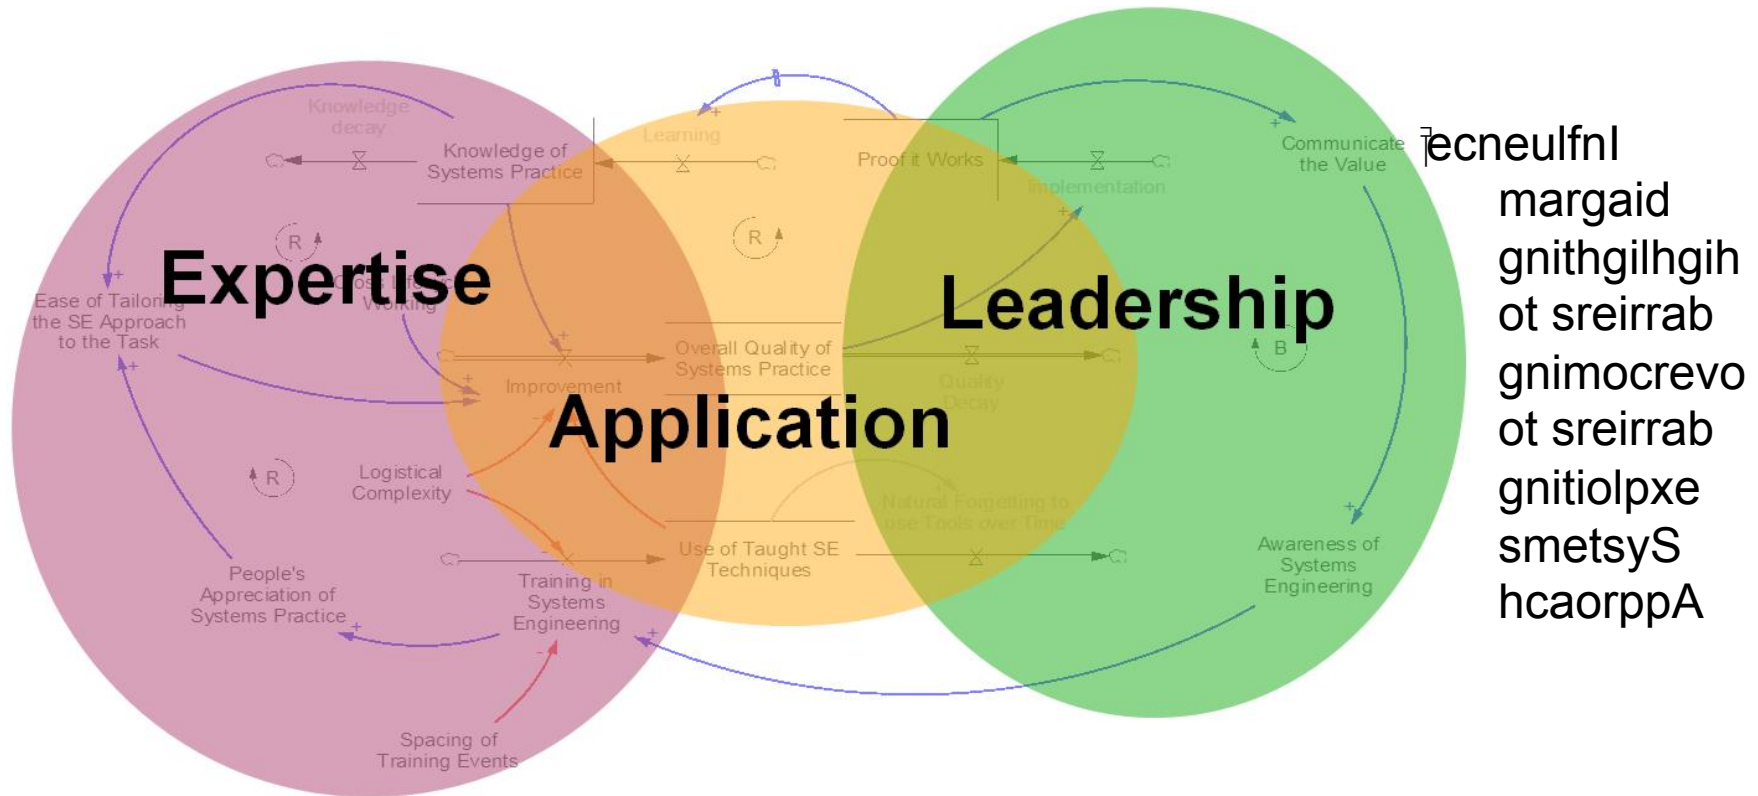 Knowledge
decay
Knowledge of
Systems Practice
Learning
Proof it Works
Implementation
Communicate
the Value
ecneulfnI
margaid
gnithgilhgih
ot sreirrab
gnimocrevo
ot sreirrab
gnitiolpxe
smetsyS
hcaorppA
R
R
Expertise
Working
Leadership
Ease of Tailoring
the SE Approach
to the Task
Overall Quality of
Systems Practice
B
Improvement
Quality
Decay
Application
R
Logistical
Complexity
Natural Forgetting to
use Tools over Time
Use of Taught SE
Techniques
Awareness of
Systems
Engineering
People's
Appreciation of
Systems Practice
Training in
Systems
Engineering
Spacing of
Training Events